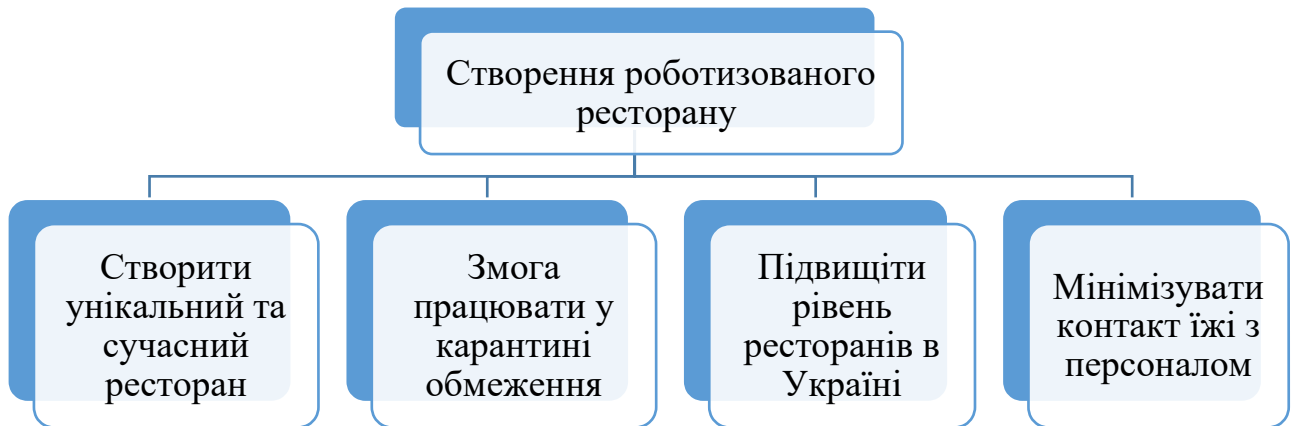 Створення роботизованого
ресторану
Створити
унікальний та
сучасний
ресторан
Змога
працювати у
карантині
обмеження
Підвищіти
рівень
ресторанів в
Україні
Мінімізувати
контакт їжі з
персоналом